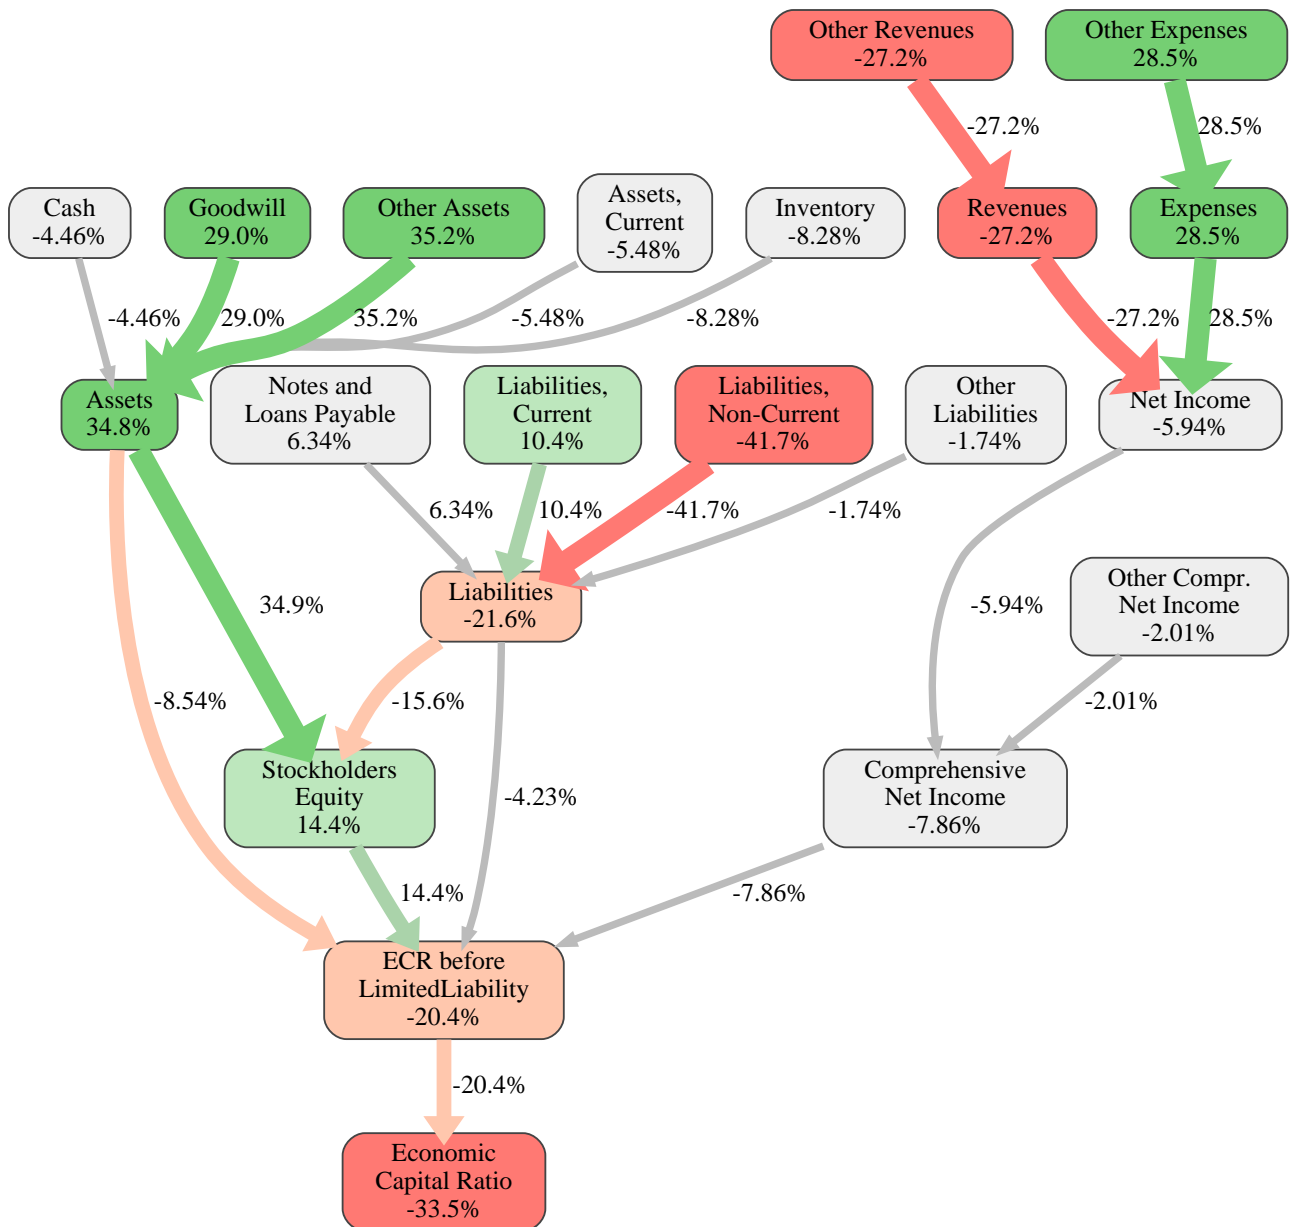 Other Revenues
-27.2%
Other Expenses
28.5%
-27.2%
28.5%
Cash
-4.46%
Goodwill
29.0%
Other Assets
35.2%
Assets,
Current
-5.48%
Inventory
-8.28%
Revenues
-27.2%
Expenses
28.5%
-4.46%
29.0%
35.2%
-5.48%
-8.28%
-27.2%
28.5%
Assets
34.8%
Notes and
Loans Payable
6.34%
Liabilities,
Current
10.4%
Liabilities,
Non-Current
-41.7%
Other
Liabilities
-1.74%
Net Income
-5.94%
6.34%
10.4%
-41.7%
-1.74%
Liabilities
-21.6%
34.9%
-5.94%
Other Compr.
Net Income
-2.01%
-8.54%
-15.6%
-2.01%
Stockholders
Equity
14.4%
-4.23%
Comprehensive
Net Income
-7.86%
14.4%
-7.86%
ECR before
LimitedLiability
-20.4%
-20.4%
Economic
Capital Ratio
-33.5%